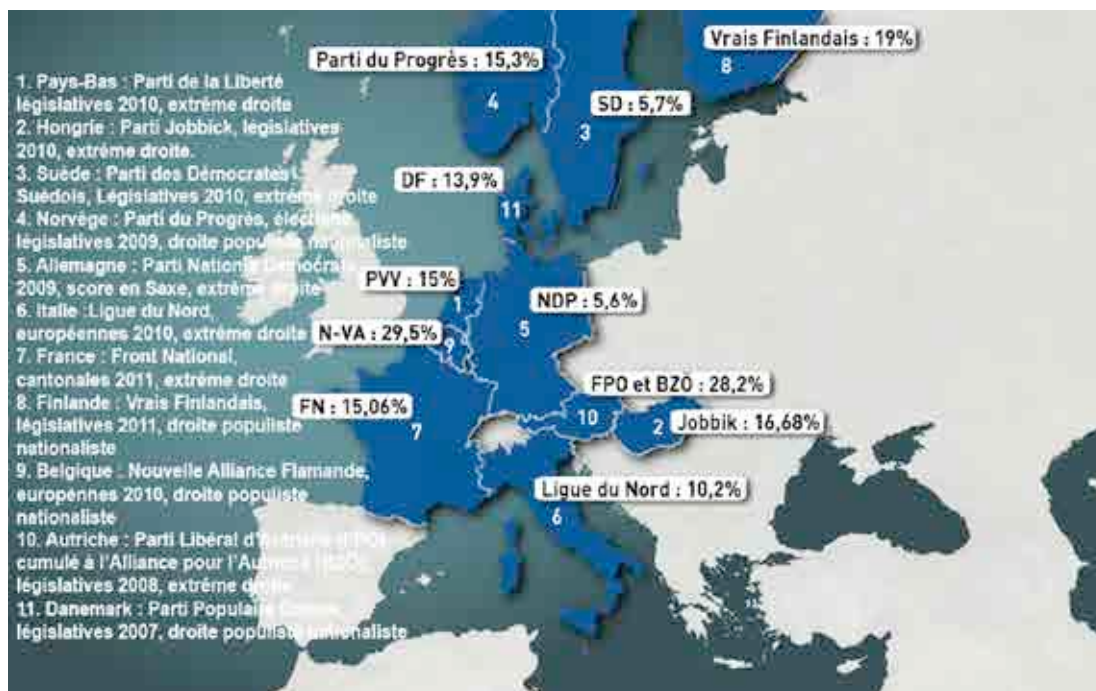 Vrais Finlandais : 19%
8
Parti du Progrès : 15,3%
4
SD : 5,7%
3
DF : 13,9%
11
PVV : 15%
1
NDP : 5,6%
5
N-VA : 29,5%
9
FPO et BZO : 28,2%
10
FN : 15,06%
7
Jobbik : 16,68%
2
Ligue du Nord : 10,2%
6
1. Pays-Bas : Parti de la Liberté
législatives 2010, extrême droite
2. Hongrie : Parti Jobbick, législatives
2010, extrême droite.
3. Suède : Parti des Démocrates
Suédois, Législatives 2010, extrême droite
4. Norvège : Parti du Progrès, élections
législatives 2009, droite populiste nationaliste
5. Allemagne : Parti
2009, score en Saxe, extrême droite
6. Italie :Ligue du Nord,
européennes 2010, extrême droite
7. France : Front National,
cantonales 2011, extrême droite
8. Finlande : Vrais Finlandais,
législatives 2011, droite populiste
nationaliste
9. Belgique : Nouvelle Alliance Flamande,
europénnes 2010, droite populiste
nationaliste
10. Autriche : Parti Libéral
cumulé à l'Alliance pour
législatives 2008, extrême droite
11. Danemark : Parti Populaire
législatives 2007, droite populiste nationaliste